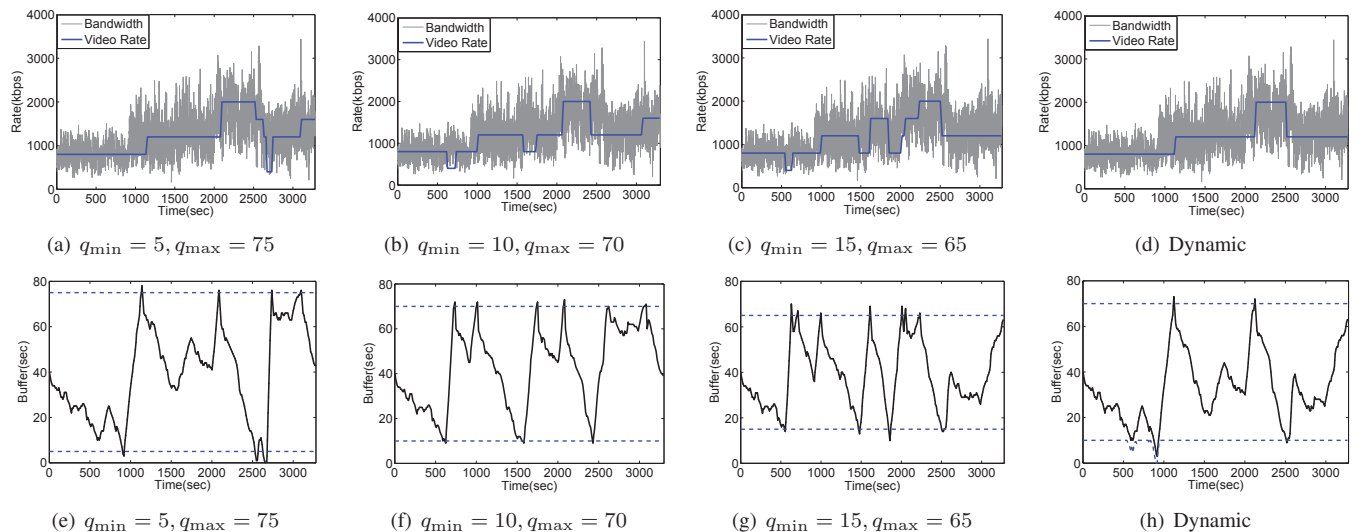 4000
3000
2000
1000
0
Rate(kbps)
Bandwidth
Video Rate
0 500 1000 1500 2000 2500 3000
Time(sec)
(a) q_min = 5, q_max = 75
4000
3000
2000
1000
0
Rate(kbps)
Bandwidth
Video Rate
0 500 1000 1500 2000 2500 3000
Time(sec)
(b) q_min = 10, q_max = 70
4000
3000
2000
1000
0
Rate(kbps)
Bandwidth
Video Rate
0 500 1000 1500 2000 2500 3000
Time(sec)
(c) q_min = 15, q_max = 65
4000
3000
2000
1000
0
Rate(kbps)
Bandwidth
Video Rate
0 500 1000 1500 2000 2500 3000
Time(sec)
(d) Dynamic
80
60
40
20
0
Buffer(sec)
0 500 1000 1500 2000 2500 3000
Time(sec)
(e) q_min = 5, q_max = 75
80
60
40
20
0
Buffer(sec)
0 500 1000 1500 2000 2500 3000
Time(sec)
(f) q_min = 10, q_max = 70
80
60
40
20
0
Buffer(sec)
0 500 1000 1500 2000 2500 3000
Time(sec)
(g) q_min = 15, q_max = 65
80
60
40
20
0
Buffer(sec)
0 500 1000 1500 2000 2500 3000
Time(sec)
(h) Dynamic